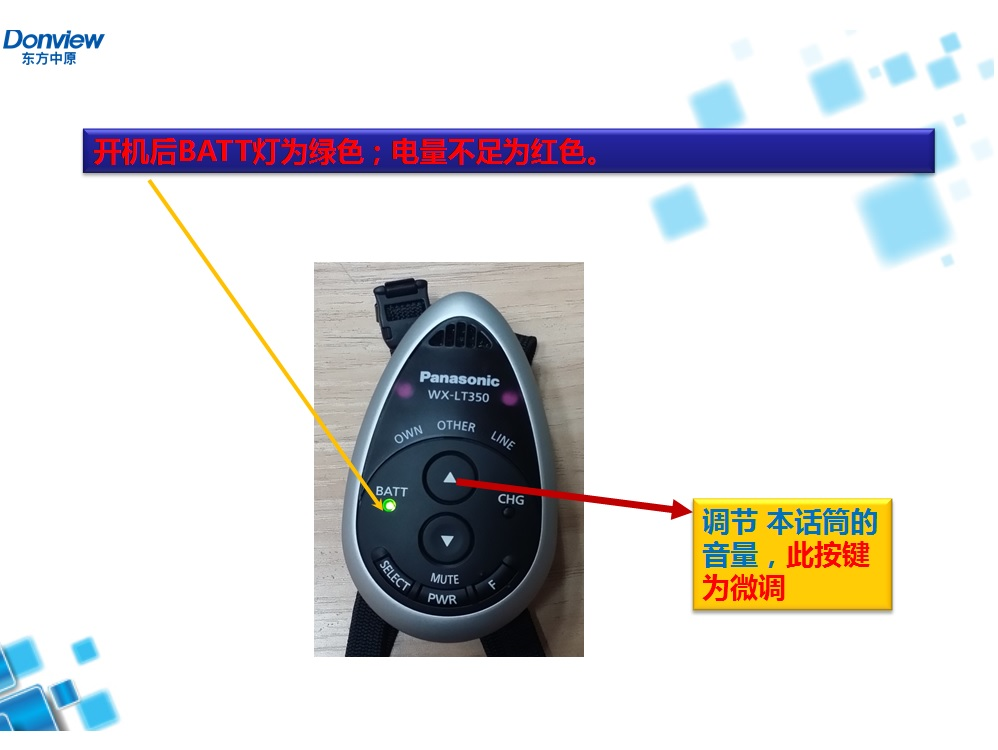 Donview
东方中原
开机后BATT灯为绿色；电量不足为红色。
Panasonic
WX-LT350
OWN OTHER LINE
▲
BATT
CHG
▼
SELECT MUTE F
PWR
调节 本话筒的
音量，此按键
为微调